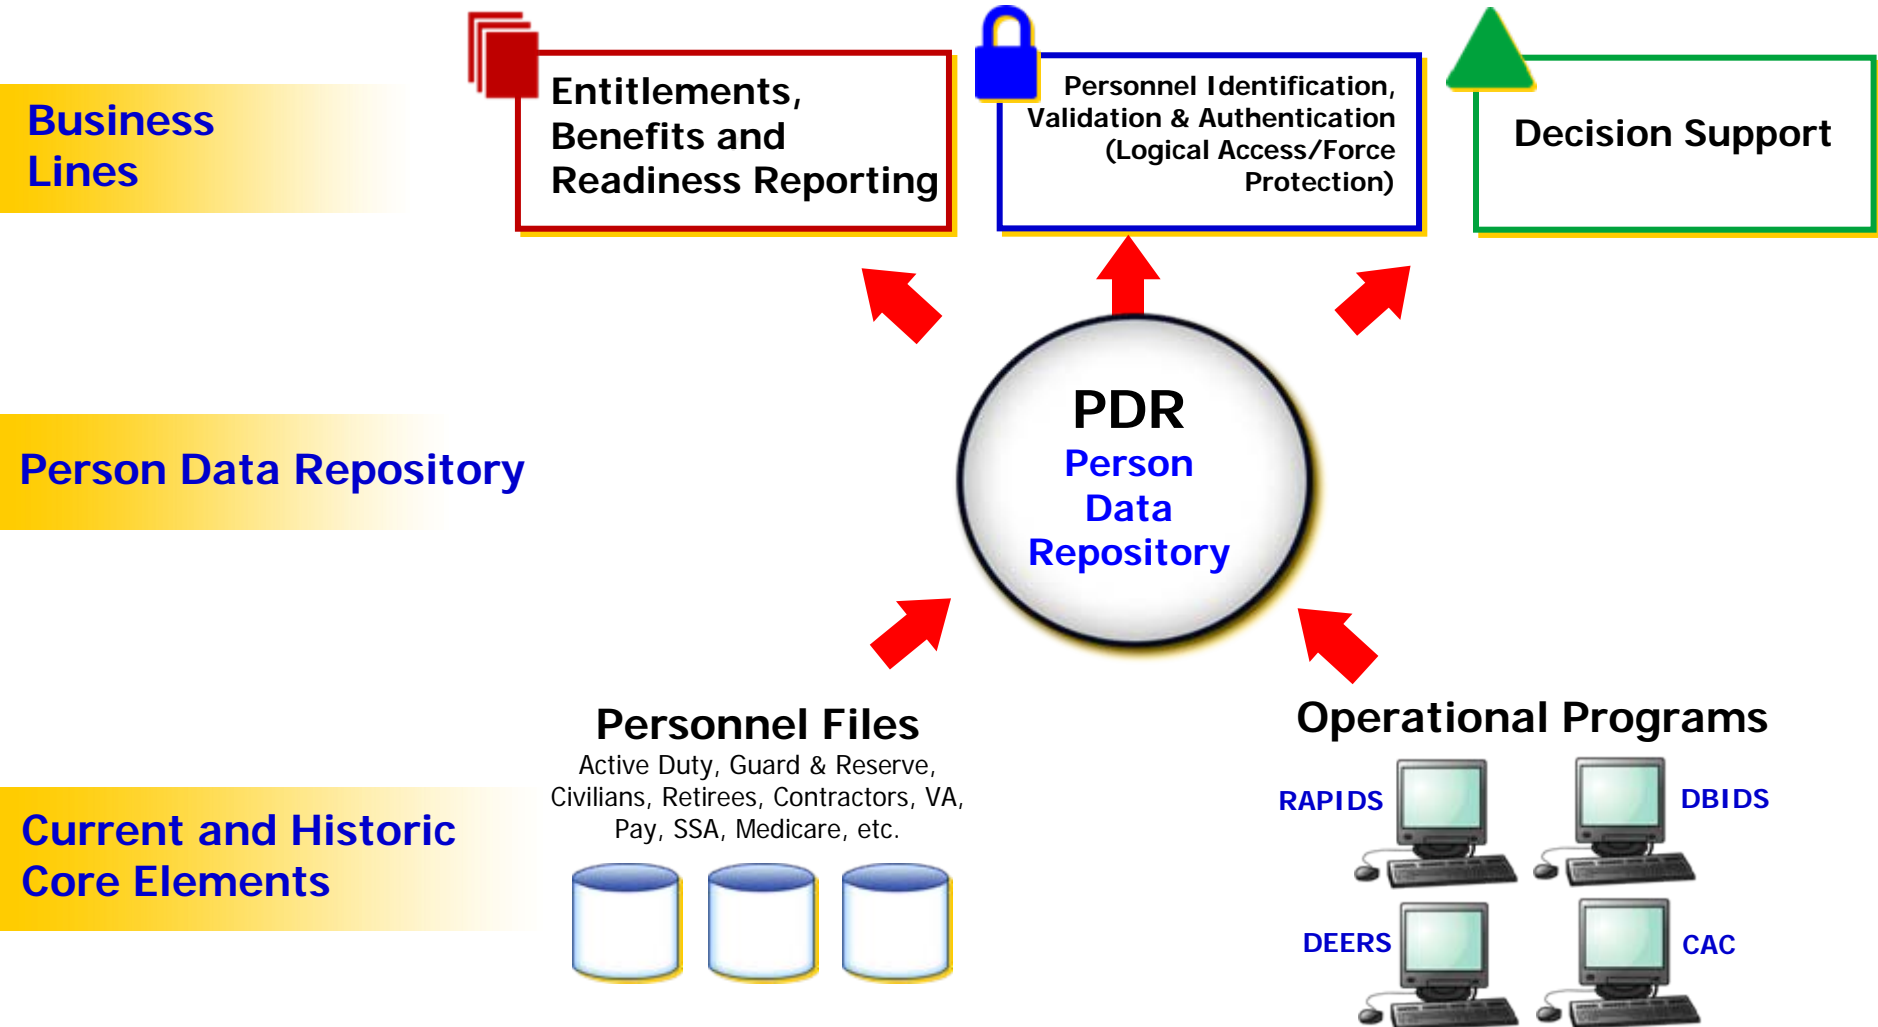 Business
Lines
Entitlements,
Benefits and
Readiness Reporting
Personnel Identification,
Validation & Authentication
(Logical Access/Force
Protection)
Decision Support
Person Data Repository
PDR
Person
Data
Repository
Current and Historic
Core Elements
Personnel Files
Active Duty, Guard & Reserve,
Civilians, Retirees, Contractors, VA,
Pay, SSA, Medicare, etc.
Operational Programs
RAPIDS
DBIDS
DEERS
CAC